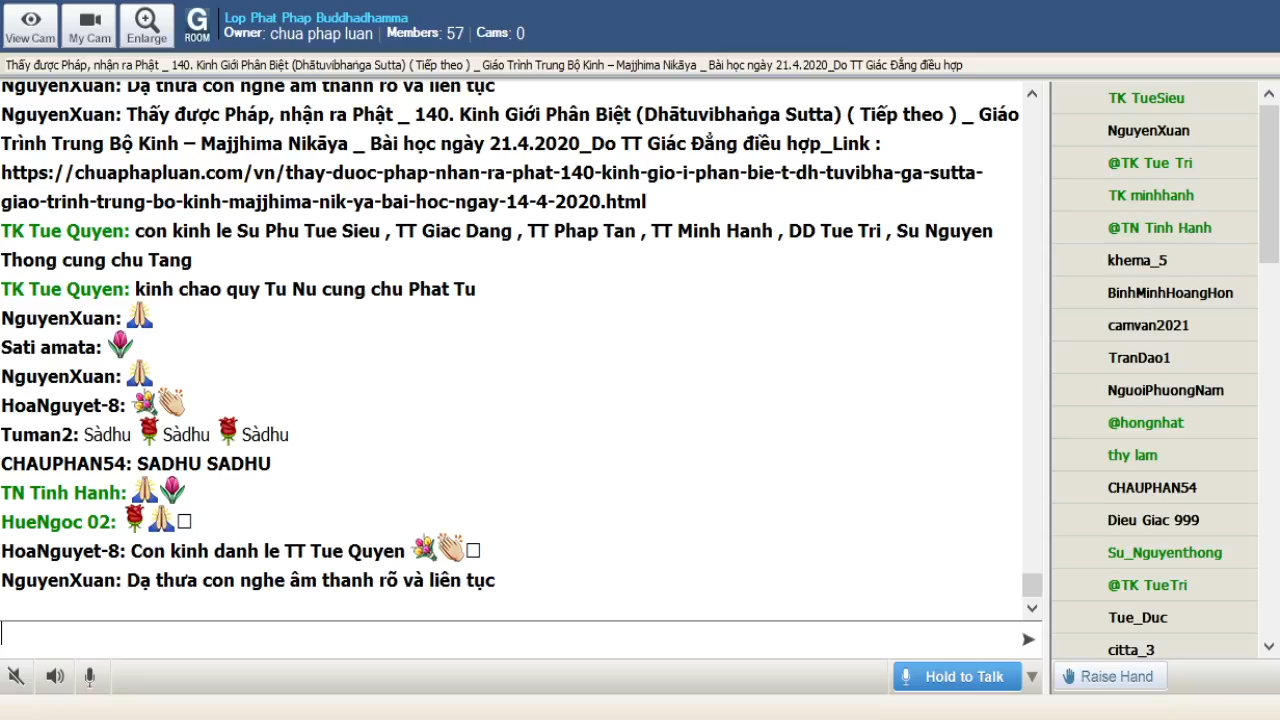 View Cam
My Cam
Enlarge
G
ROOM
Lop Phat Phap Buddhadhamma
Owner: chua phap luan | Members: 57 | Cams: 0
Thấy được Pháp, nhận ra Phật _ 140. Kinh Giới Phân Biệt (Dhātuvibhaṅga Sutta) ( Tiếp theo ) _ Giáo Trình Trung Bộ Kinh – Majjhima Nikāya _ Bài học ngày 21.4.2020_Do TT Giác Đẳng điều hợp
NguyenXuan: Dạ thưa con nghe âm thanh rõ và liên tục
NguyenXuan: Thấy được Pháp, nhận ra Phật _ 140. Kinh Giới Phân Biệt (Dhātuvibhaṅga Sutta) ( Tiếp theo ) _ Giáo
Trình Trung Bộ Kinh – Majjhima Nikāya _ Bài học ngày 21.4.2020_Do TT Giác Đẳng điều hợp_Link :
https://chuaphapluan.com/vn/thay-duoc-phap-nhan-ra-phat-140-kinh-gio-i-phan-bie-t-dh-tuvibha-ga-sutta-
giao-trinh-trung-bo-kinh-majjhima-nik-ya-bai-hoc-ngay-14-4-2020.html
TK Tue Quyen: con kinh le Su Phu Tue Sieu , TT Giac Dang , TT Phap Tan , TT Minh Hanh , DD Tue Tri , Su Nguyen
Thong cung chu Tang
TK Tue Quyen: kinh chao quy Tu Nu cung chu Phat Tu
NguyenXuan: 🙏
Sati amata: 🌷
NguyenXuan: 🙏
HoaNguyet-8: 💐👏
Tuman2: Sàdhu 🌹Sàdhu 🌹Sàdhu
CHAUPHAN54: SADHU SADHU
TN Tinh Hanh: 🙏🌷
HueNgoc 02: 🌹🙏
HoaNguyet-8: Con kinh danh le TT Tue Quyen 💐👏
NguyenXuan: Dạ thưa con nghe âm thanh rõ và liên tục
Hold to Talk
TK TueSieu
NguyenXuan
@TK Tue Tri
TK minhhanh
@TN Tinh Hanh
khema_5
BinhMinhHoangHon
camvan2021
TranDao1
NguoiPhuongNam
@hongnhat
thy lam
CHAUPHAN54
Dieu Giac 999
Su_Nguyenthong
@TK TueTri
Tue_Duc
citta_3
Raise Hand